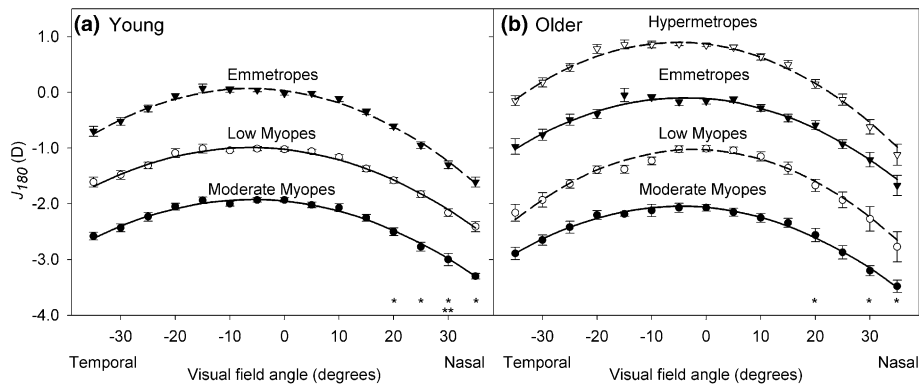 (a) Young
(b) Older
1.0
0.0
-1.0
-2.0
-3.0
-4.0
J180 (D)
Emmetropes
Low Myopes
Moderate Myopes
* * * *
**
Hypermetropes
Emmetropes
Low Myopes
Moderate Myopes
* * *
-30 -20 -10 0 10 20 30
-30 -20 -10 0 10 20 30
Temporal Nasal
Visual field angle (degrees)
Temporal Nasal
Visual field angle (degrees)